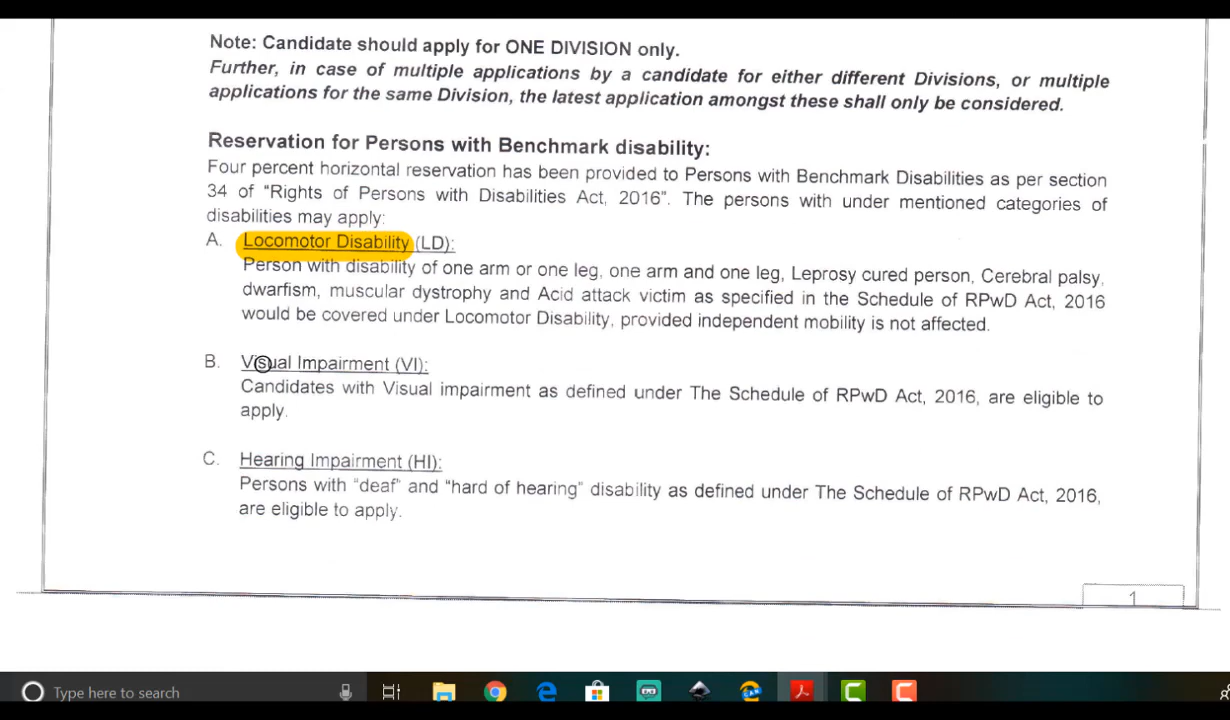 Note: Candidate should apply for ONE DIVISION only.
Further, in case of multiple applications by a candidate for either different Divisions, or multiple
applications for the same Division, the latest application amongst these shall only be considered.
Reservation for Persons with Benchmark disability:
Four percent horizontal reservation has been provided to Persons with Benchmark Disabilities as per section
34 of "Rights of Persons with Disabilities Act, 2016". The persons with under mentioned categories of
disabilities may apply:
A. Locomotor Disability (LD):
Person with disability of one arm or one leg, one arm and one leg, Leprosy cured person, Cerebral palsy,
dwarfism, muscular dystrophy and Acid attack victim as specified in the Schedule of RPwD Act, 2016
would be covered under Locomotor Disability, provided independent mobility is not affected.
B. Visual Impairment (VI):
Candidates with Visual impairment as defined under The Schedule of RPwD Act, 2016, are eligible to
apply.
C. Hearing Impairment (HI):
Persons with "deaf" and "hard of hearing" disability as defined under The Schedule of RPwD Act, 2016,
are eligible to apply.
1
Type here to search